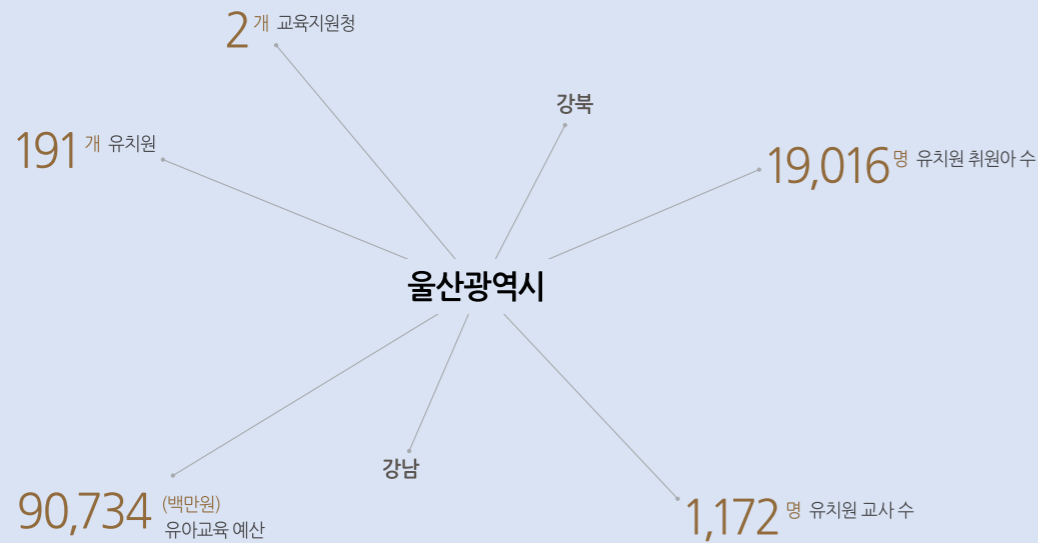 2 개 교육지원청
강북
191 개 유치원
19,016 명 유치원 취원아 수
울산광역시
강남
90,734 (백만원)
유아교육 예산
1,172 명 유치원 교사 수